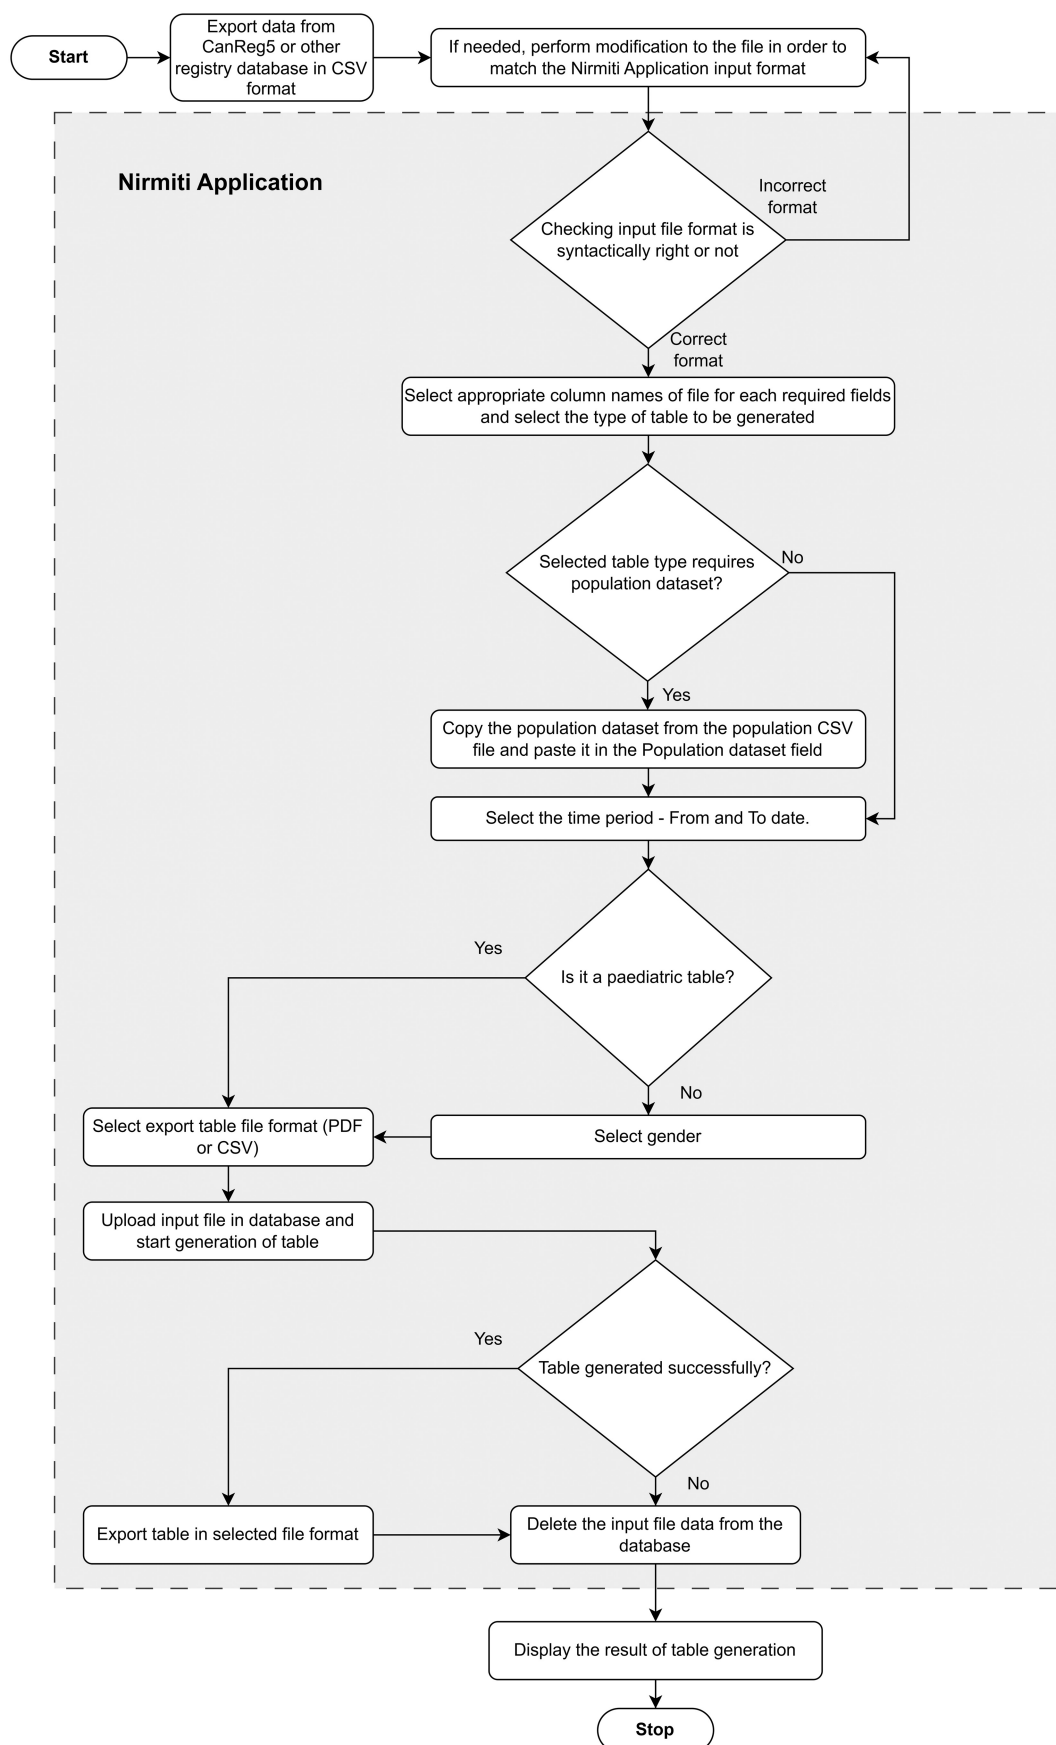 Start
Export data from
CanReg5 or other
registry database in CSV
format
If needed, perform modification to the file in order to
match the Nirmiti Application input format
Nirmiti Application
Incorrect
format
Checking input file format is
syntactically right or not
Correct
format
Select appropriate column names of file for each required fields
and select the type of table to be generated
No
Selected table type requires
population dataset?
Yes
Copy the population dataset from the population CSV
file and paste it in the Population dataset field
Select the time period - From and To date.
Yes
Is it a paediatric table?
No
Select gender
Select export table file format (PDF
or CSV)
Upload input file in database and
start generation of table
Yes
Table generated successfully?
No
Export table in selected file format
Delete the input file data from the
database
Display the result of table generation
Stop